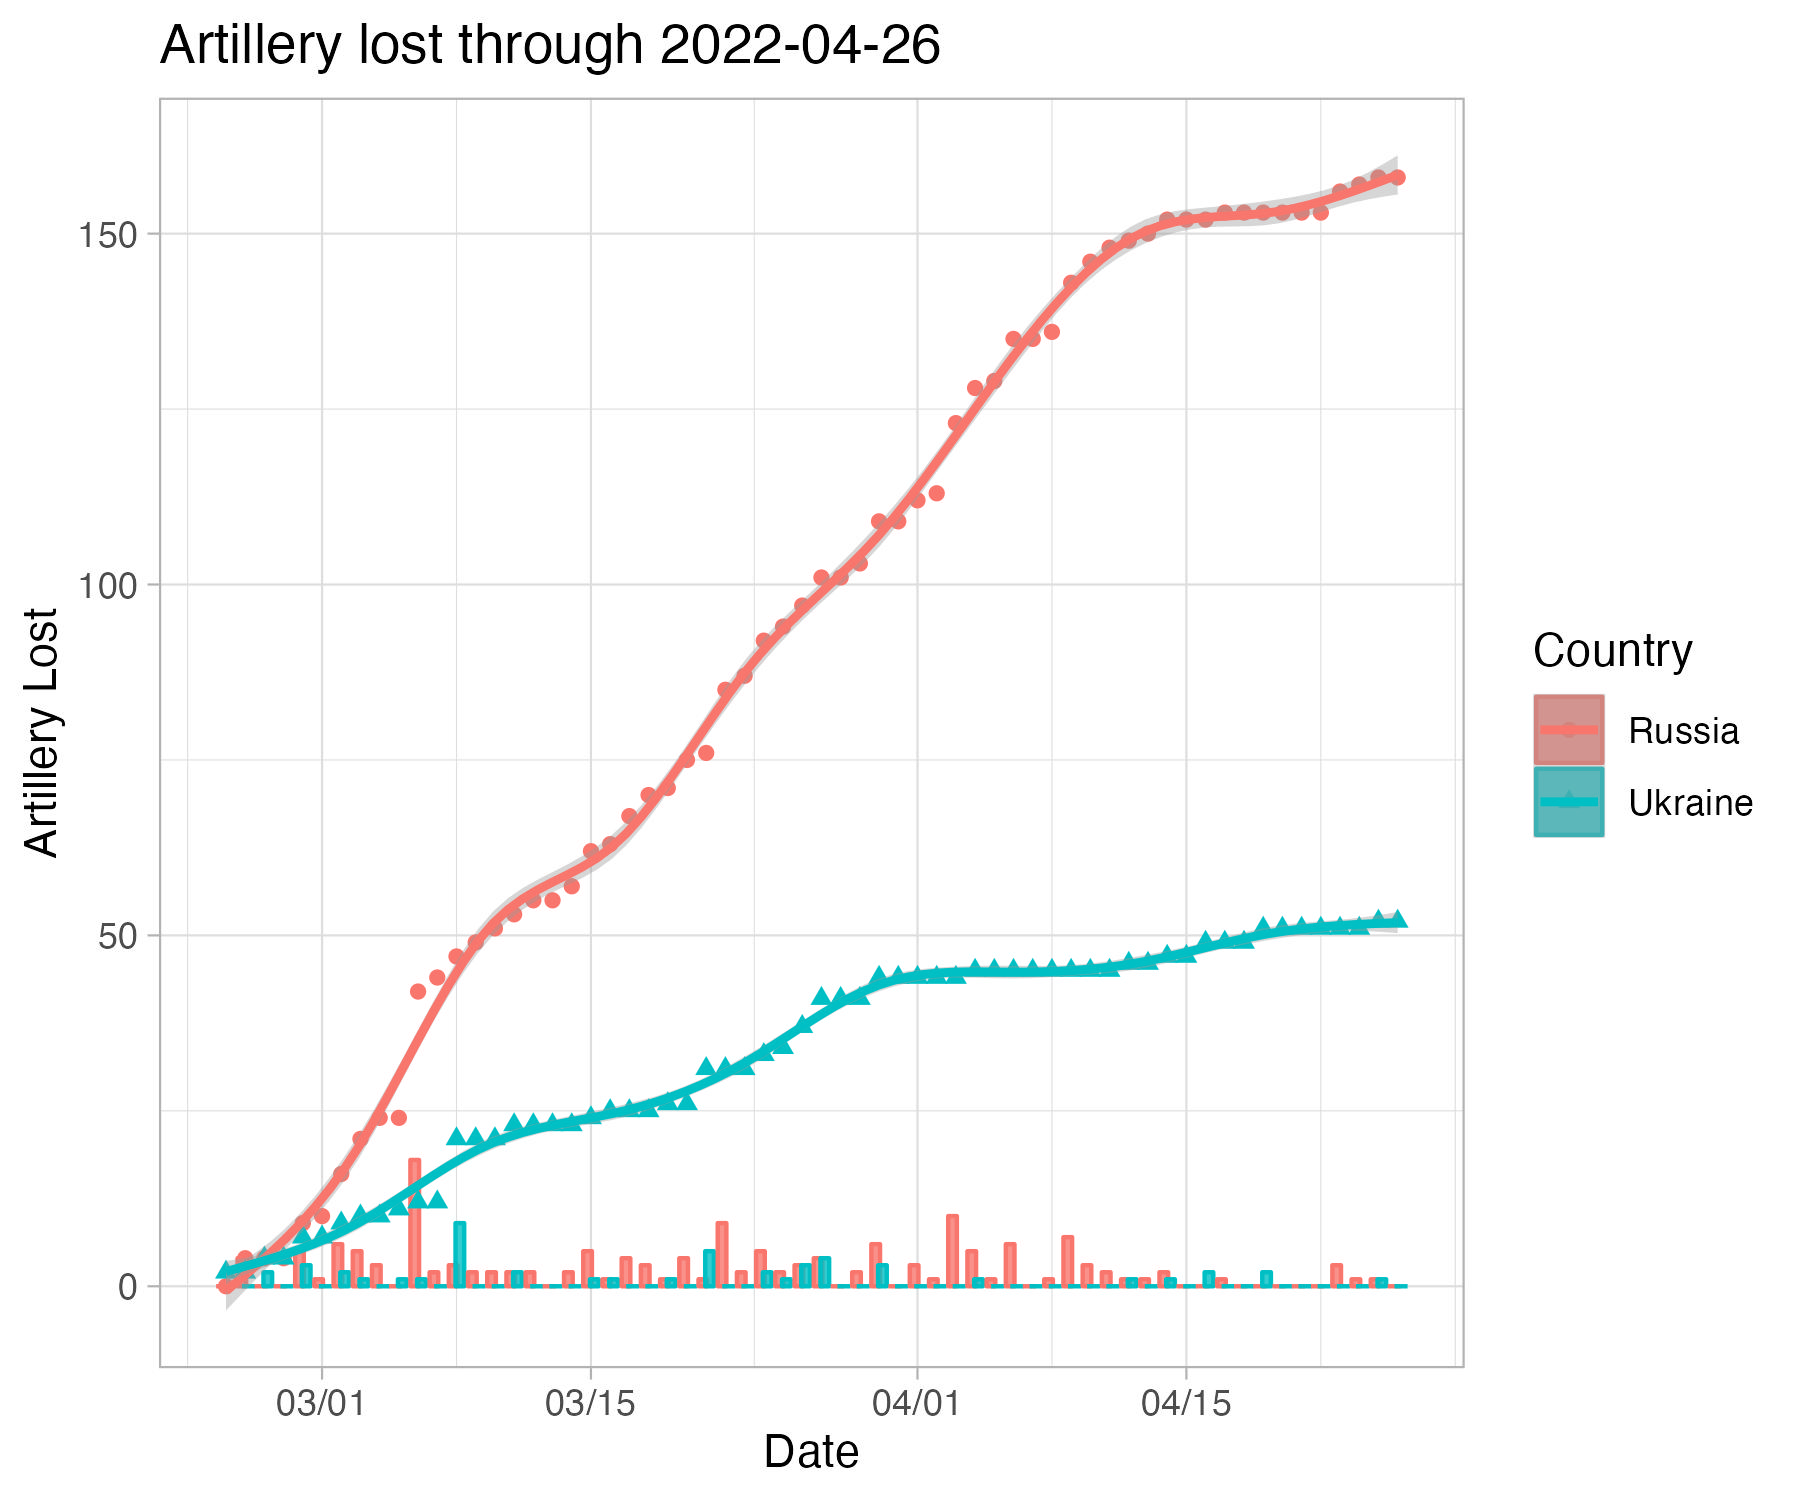 Artillery lost through 2022-04-26
Artillery Lost
150
100
50
0
03/01
03/15
04/01
04/15
Date
Country
Russia
Ukraine